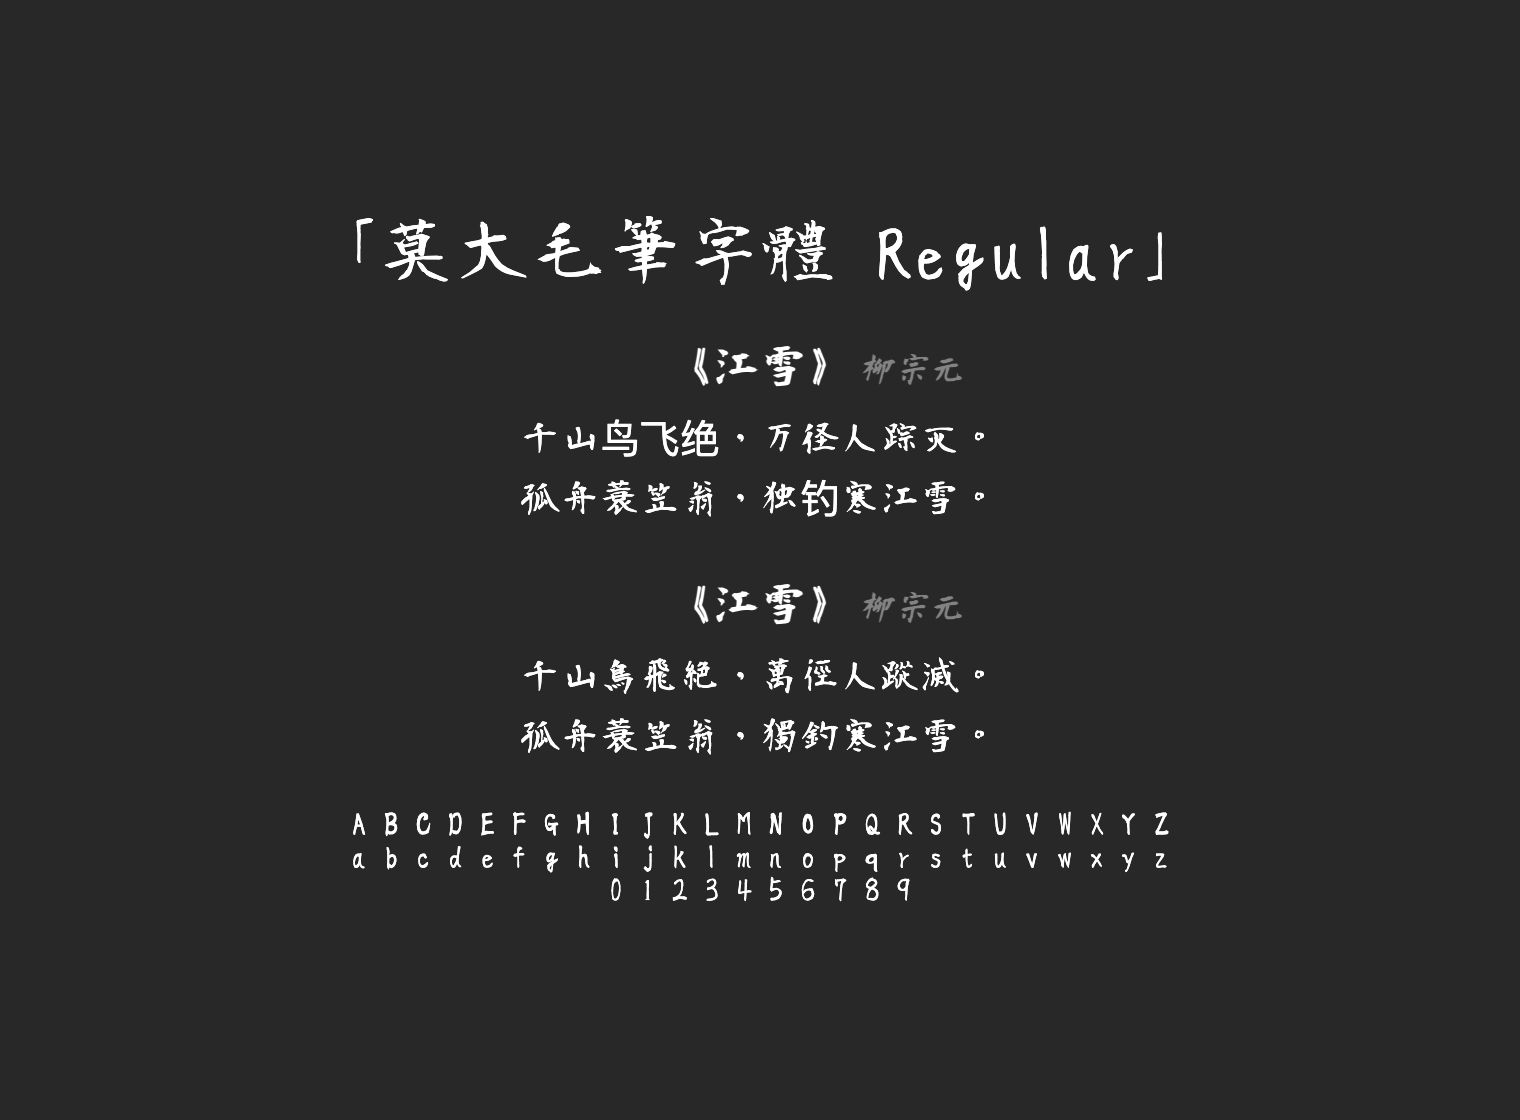 「莫大毛筆字體 Regular」
《江雪》 柳宗元
千山鸟飞绝，万径人踪灭。
孤舟蓑笠翁，独钓寒江雪。
《江雪》 柳宗元
千山鳥飛絕，萬徑人蹤滅。
孤舟蓑笠翁，獨釣寒江雪。
A B C D E F G H I J K L M N O P Q R S T U V W X Y Z
a b c d e f g h i j k l m n o p q r s t u v w x y z
0 1 2 3 4 5 6 7 8 9